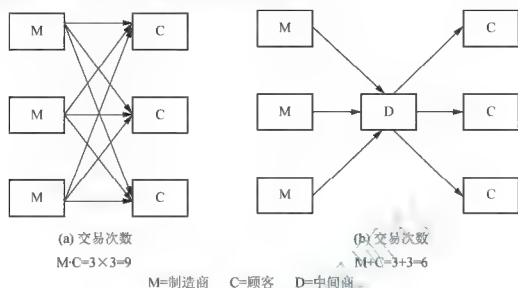 M C M C
M C M D C
M C M C
(a) 交易次数 (b) 交易次数
M·C=3×3=9 M+C=3+3=6
M=制造商 C=顾客 D=中间商